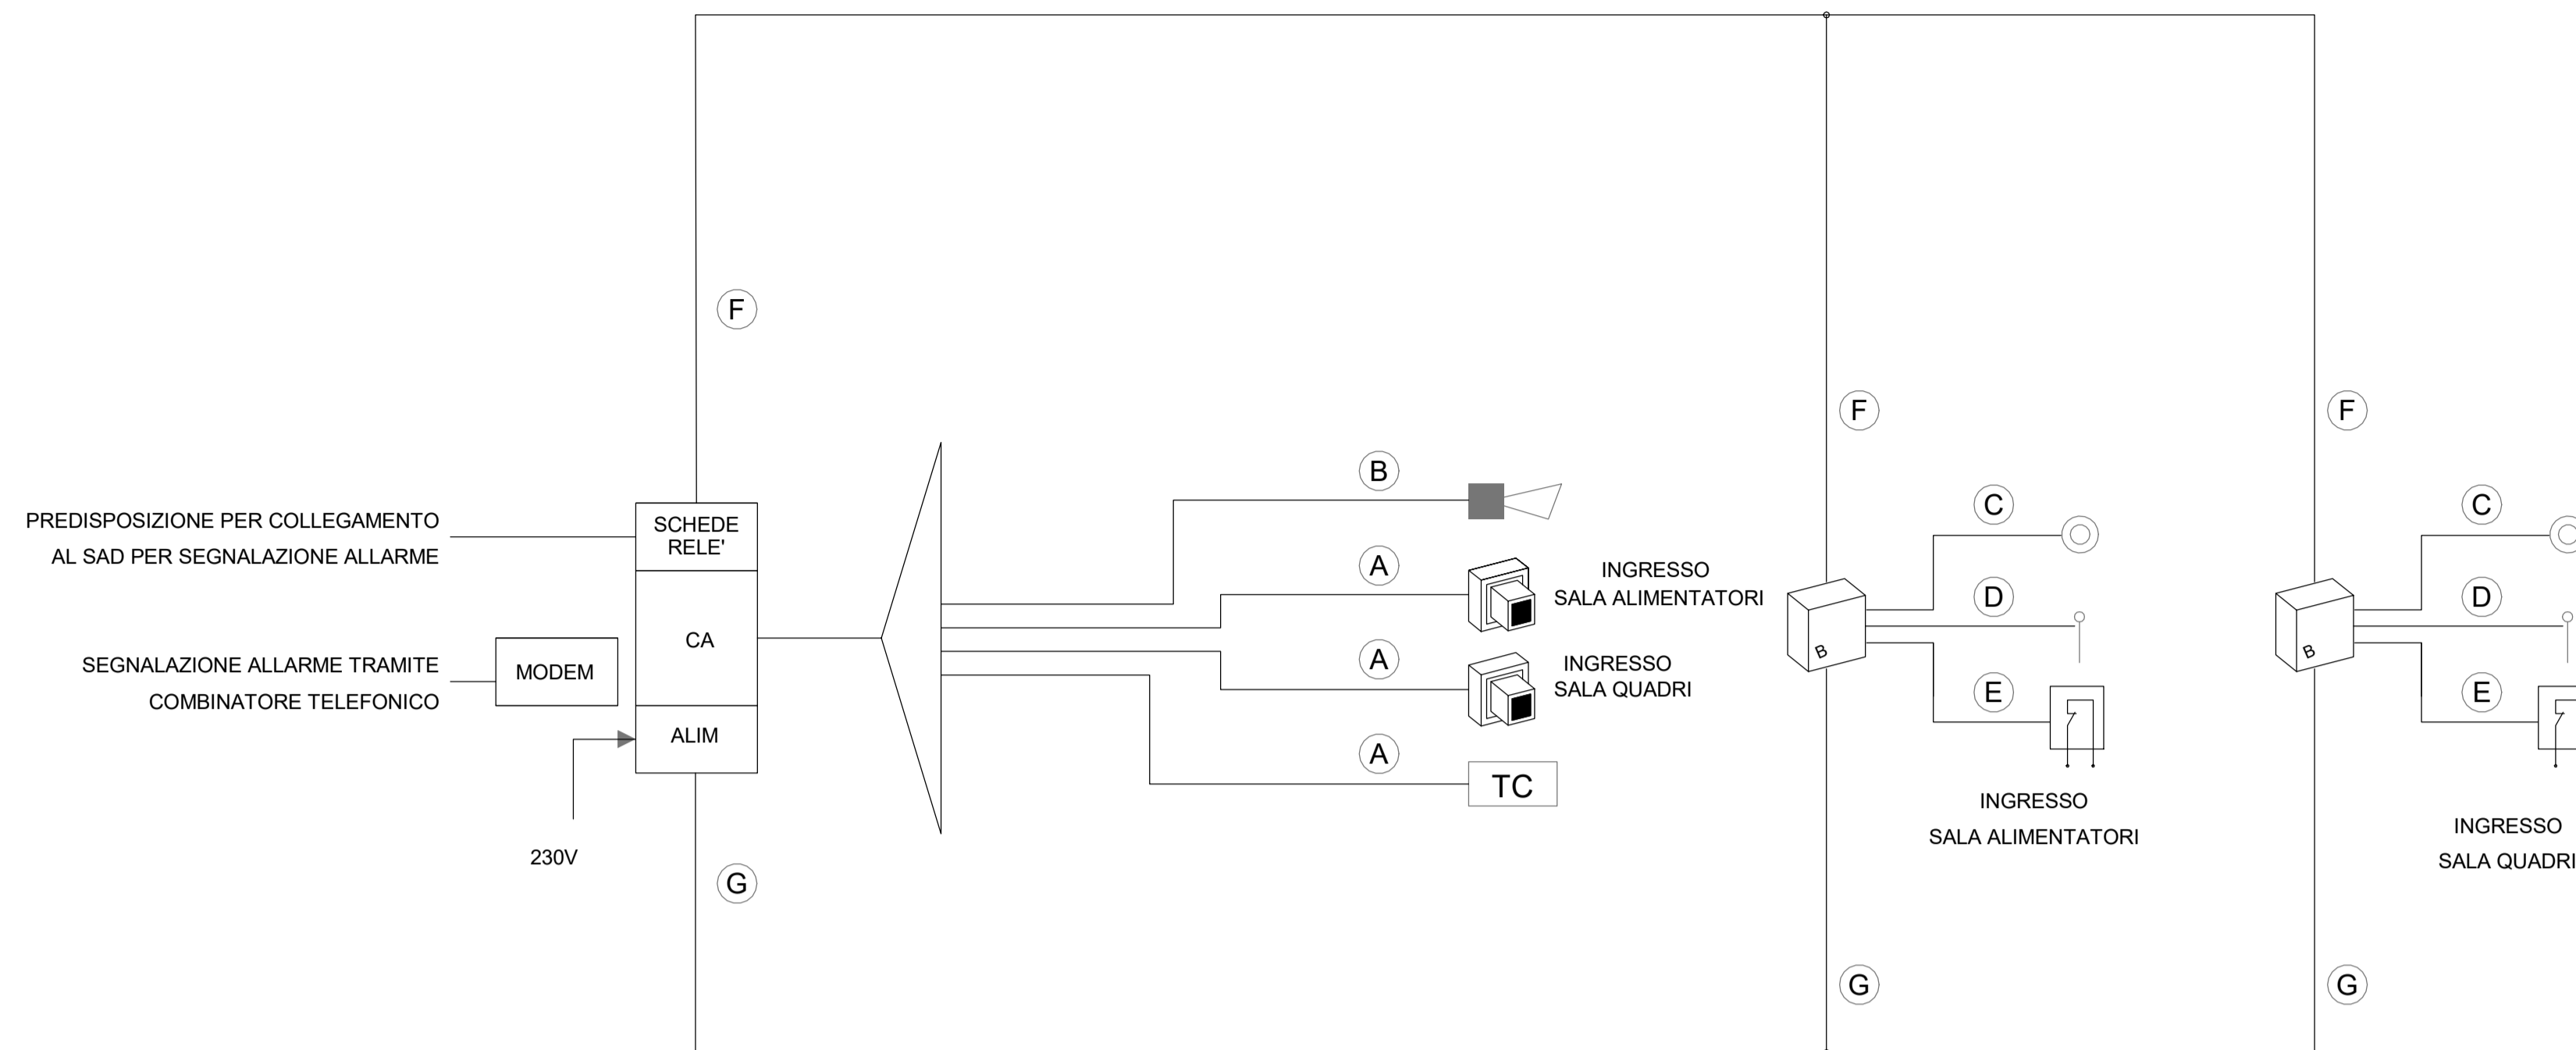 F
F
F
PREDISPOSIZIONE PER COLLEGAMENTO
AL SAD PER SEGNALAZIONE ALLARME
SCHEDE
RELE'
CA
ALIM
SEGNALAZIONE ALLARME TRAMITE
COMBINATORE TELEFONICO
MODEM
230V
G
B
A
INGRESSO
SALA ALIMENTATORI
A
INGRESSO
SALA QUADRI
A
TC
B
C
D
E
INGRESSO
SALA ALIMENTATORI
G
B
C
D
E
INGRESSO
SALA QUADRI
G